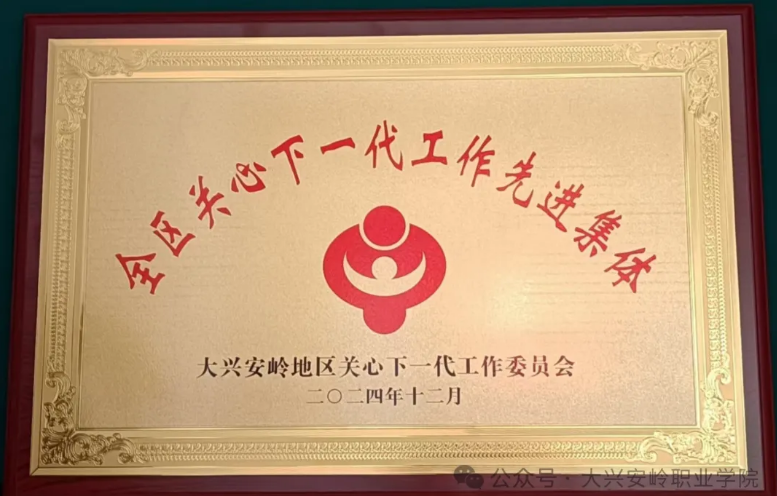 全区关心下一代工作先进集体
大兴安岭地区关心下一代工作委员会
二〇二四年十二月
公众号·大兴安岭职业学院